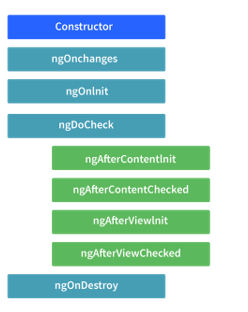 Constructor
ngOnchanges
ngOnInit
ngDoCheck
ngAfterContentInit
ngAfterContentChecked
ngAfterViewInit
ngAfterViewChecked
ngOnDestroy